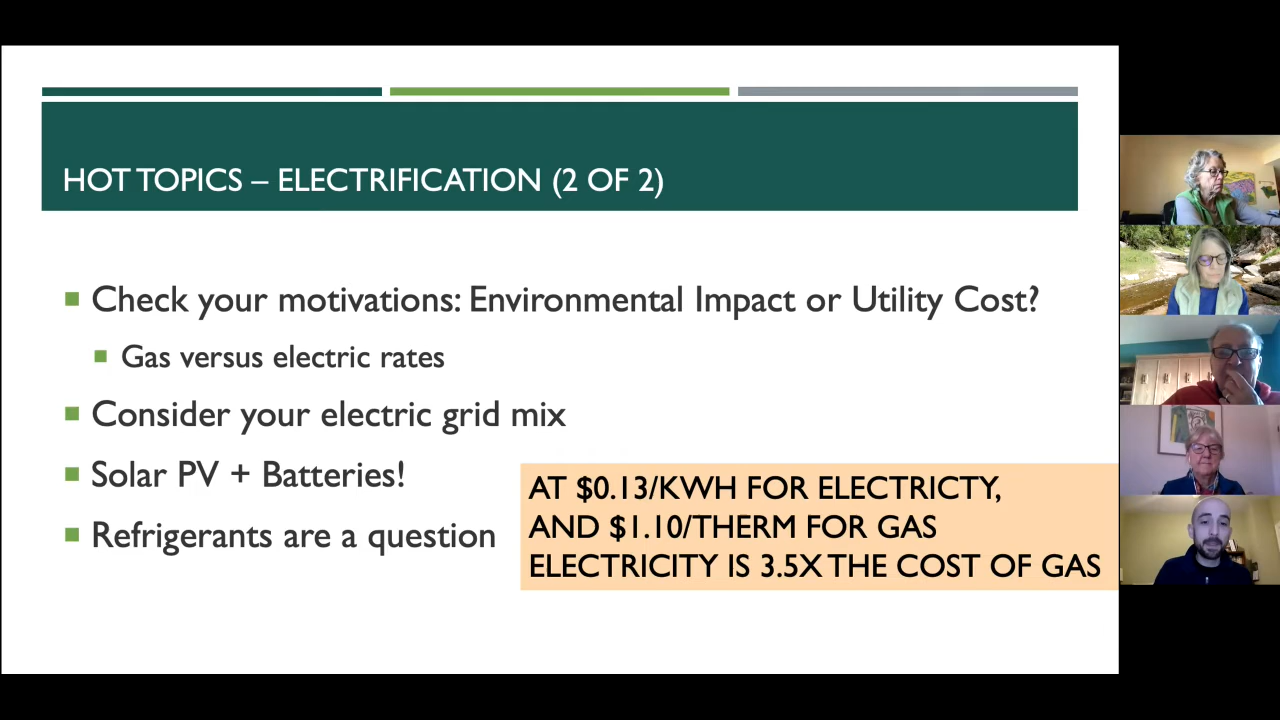 HOT TOPICS – ELECTRIFICATION (2 OF 2)
Check your motivations: Environmental Impact or Utility Cost?
Gas versus electric rates
Consider your electric grid mix
Solar PV + Batteries!
Refrigerants are a question
AT $0.13/KWH FOR ELECTRICTY,
AND $1.10/THERM FOR GAS
ELECTRICITY IS 3.5X THE COST OF GAS